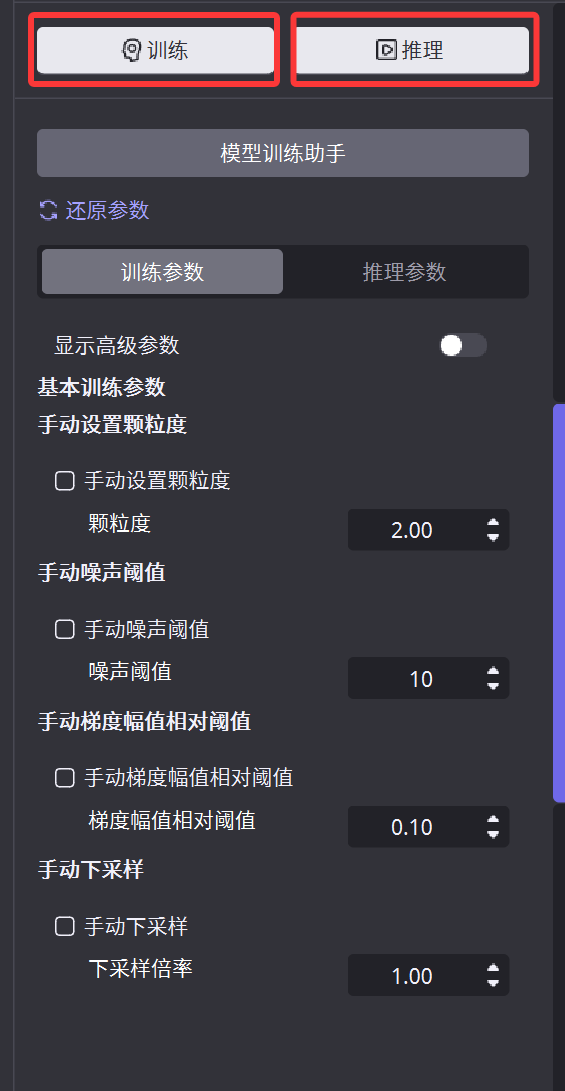 训练
推理
模型训练助手
还原参数
训练参数
推理参数
显示高级参数
基本训练参数
手动设置颗粒度
手动设置颗粒度
颗粒度
2.00
手动噪声阈值
手动噪声阈值
噪声阈值
10
手动梯度幅值相对阈值
手动梯度幅值相对阈值
梯度幅值相对阈值
0.10
手动下采样
手动下采样
下采样倍率
1.00